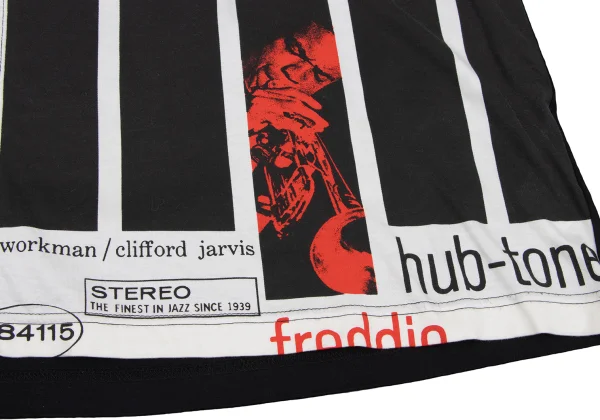 workman / clifford jarvis
hub-tone
STEREO
THE FINEST IN JAZZ SINCE 1939
84115
freddie